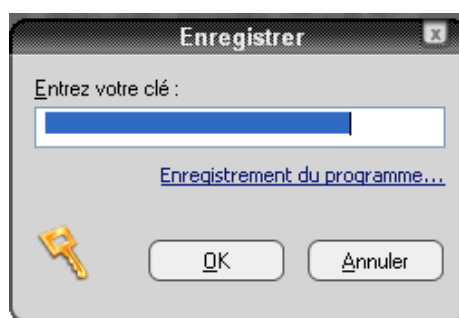 Enregistrer
Entrez votre clé :
Enregistrement du programme...
OK
Annuler